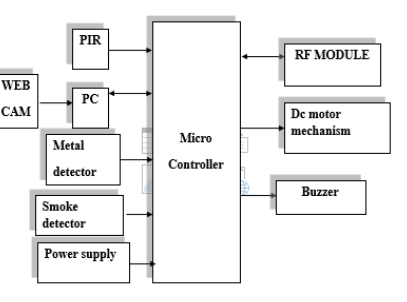 PIR
RF MODULE
WEB
CAM
PC
Dc motor
mechanism
Metal
detector
Micro
Controller
Buzzer
Smoke
detector
Power supply